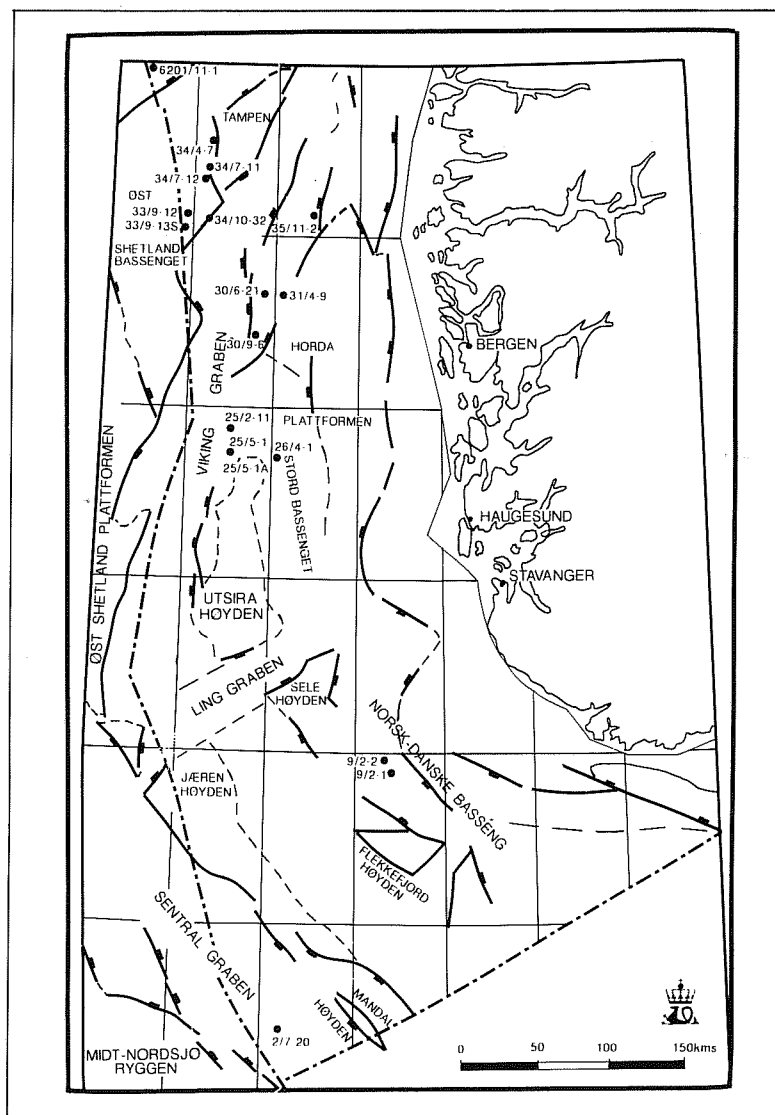 6201/11-1
TAMPEN
34/4-7
34/7-11
34/7-12
ØST
33/9-12
33/9-13S
34/10-32
35/11-2
SHETLAND
BASSENGET
30/6-21
31/4-9
30/9-6
BERGEN
HORDA
GRABEN
25/2-11
PLATTFORMEN
VIKING
25/5-1
26/4-1
25/5-1A
STORD BASSENGET
HAUGESUND
STAVANGER
ØST SHETLAND PLATTFORMEN
UTSIRA
HØYDEN
LING GRABEN
SELE
HØYDEN
NORSK-DANSKE BASSENG
9/2-2
9/2-1
JÆREN
HØYDEN
FLEKKEFJORD
HØYDEN
SENTRAL GRABEN
MANDAL
HØYDEN
2/7-20
MIDT-NORDSJØ
RYGGEN
0 50 100 150kms